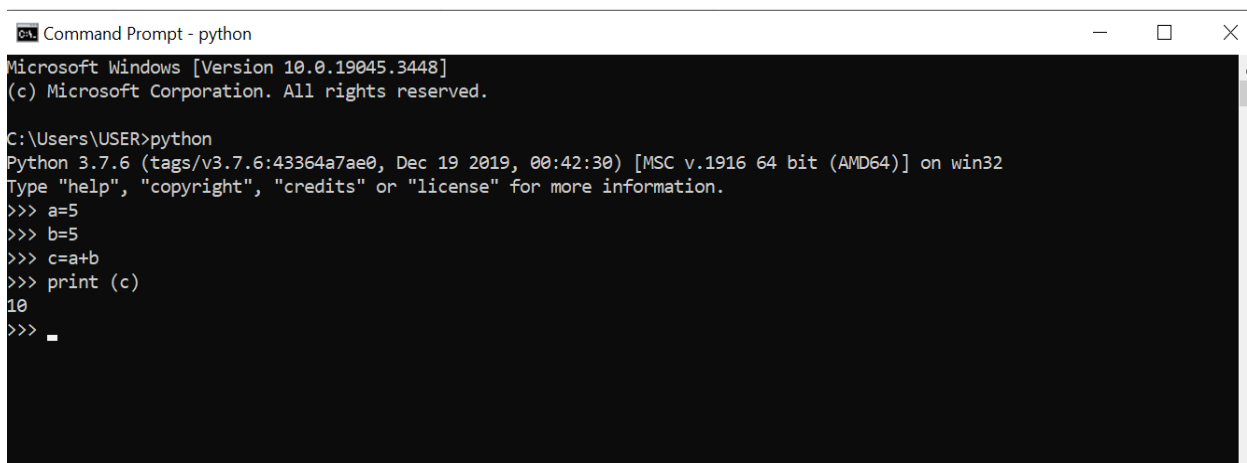 Command Prompt - python
Microsoft Windows [Version 10.0.19045.3448]
(c) Microsoft Corporation. All rights reserved.
C:\Users\USER>python
Python 3.7.6 (tags/v3.7.6:43364a7ae0, Dec 19 2019, 00:42:30) [MSC v.1916 64 bit (AMD64)] on win32
Type "help", "copyright", "credits" or "license" for more information.
>>> a=5
>>> b=5
>>> c=a+b
>>> print (c)
10
>>>